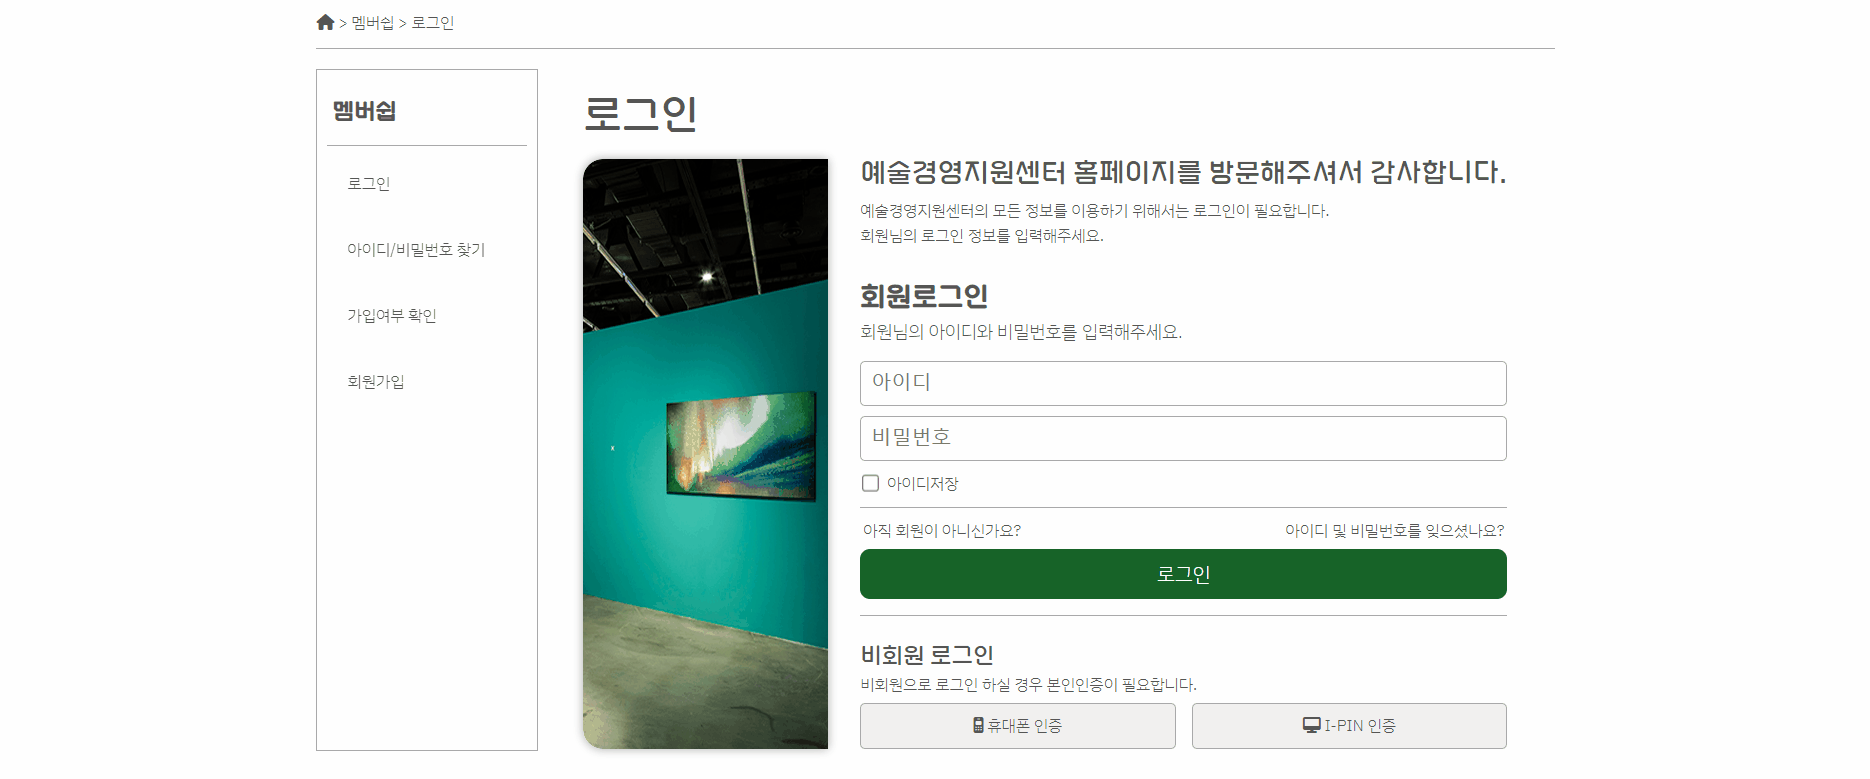 > 멤버쉽 > 로그인
멤버쉽
로그인
아이디/비밀번호 찾기
가입여부 확인
회원가입
로그인
예술경영지원센터 홈페이지를 방문해주셔서 감사합니다.
예술경영지원센터의 모든 정보를 이용하기 위해서는 로그인이 필요합니다.
회원님의 로그인 정보를 입력해주세요.
회원로그인
회원님의 아이디와 비밀번호를 입력해주세요.
아이디
비밀번호
아이디저장
아직 회원이 아니신가요?
아이디 및 비밀번호를 잊으셨나요?
로그인
비회원 로그인
비회원으로 로그인 하실 경우 본인인증이 필요합니다.
휴대폰 인증
I-PIN 인증